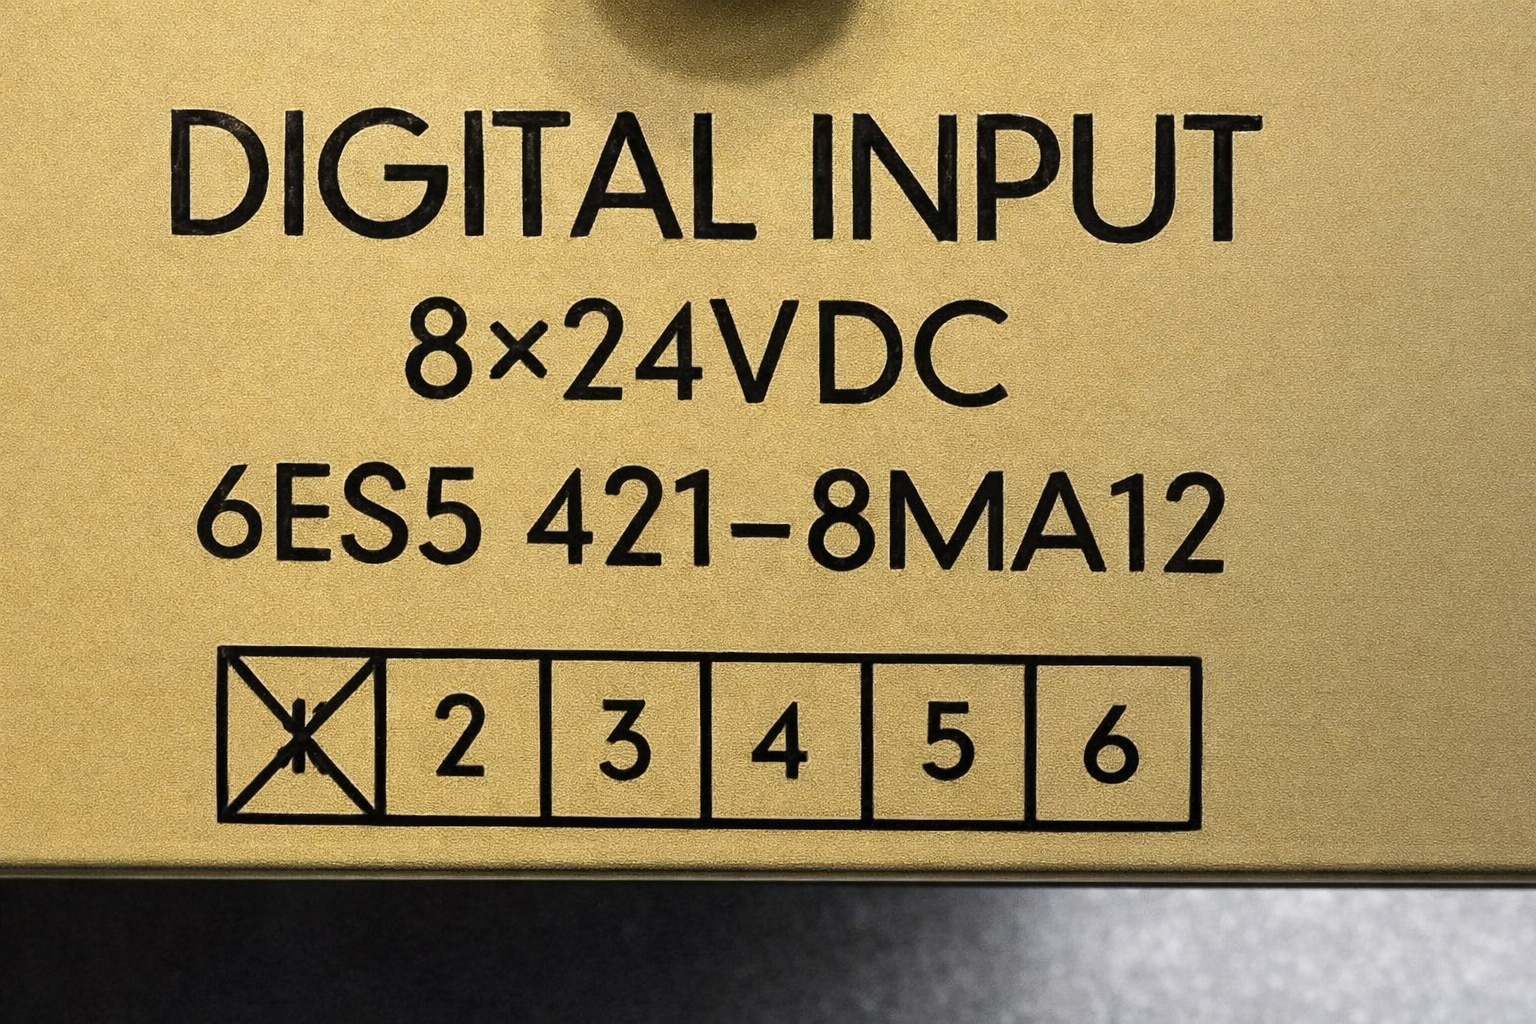 DIGITAL INPUT
8×24VDC
6ES5 421-8MA12
2 3 4 5 6